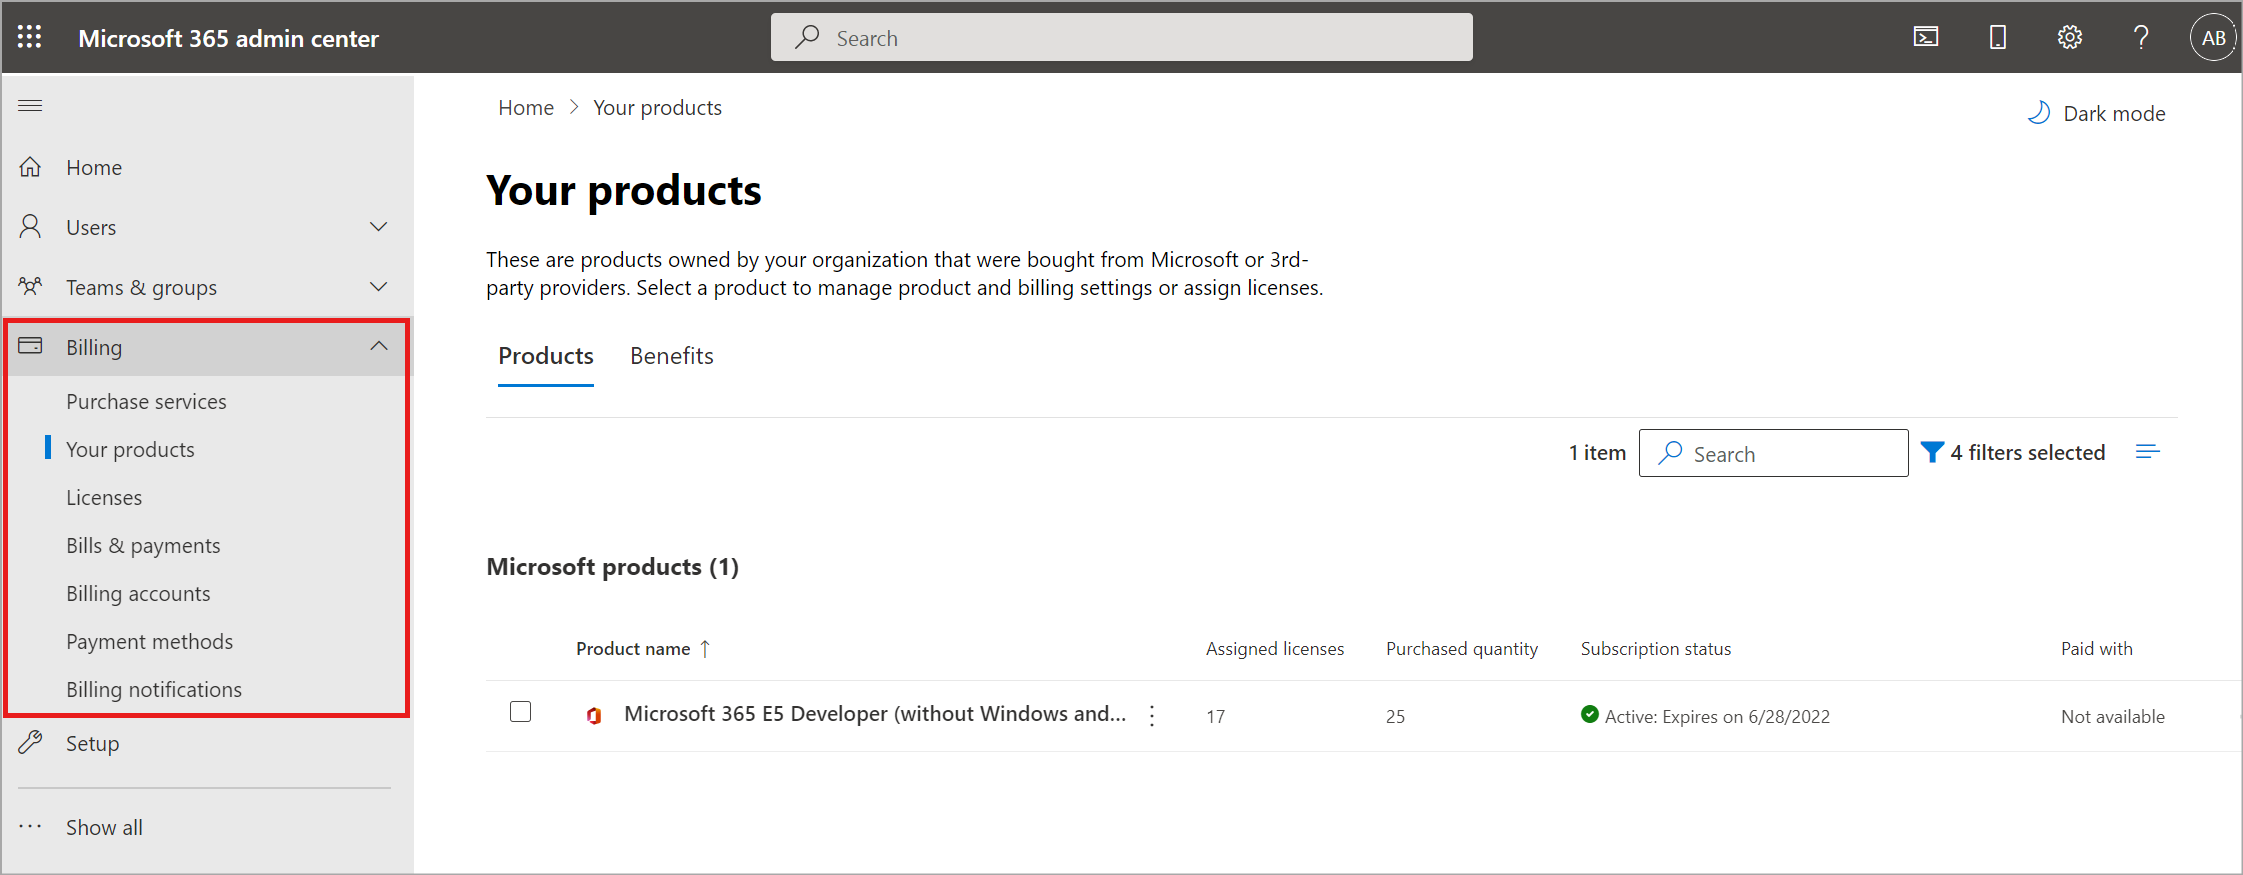 Microsoft 365 admin center
Search
AB
Home
Users
Teams & groups
Billing
Purchase services
Your products
Licenses
Bills & payments
Billing accounts
Payment methods
Billing notifications
Setup
Show all
Home > Your products
Dark mode
Your products
These are products owned by your organization that were bought from Microsoft or 3rd-
party providers. Select a product to manage product and billing settings or assign licenses.
Products Benefits
1 item Search 4 filters selected
Microsoft products (1)
Product name ↑ Assigned licenses Purchased quantity Subscription status Paid with
Microsoft 365 E5 Developer (without Windows and... 17 25 Active: Expires on 6/28/2022 Not available